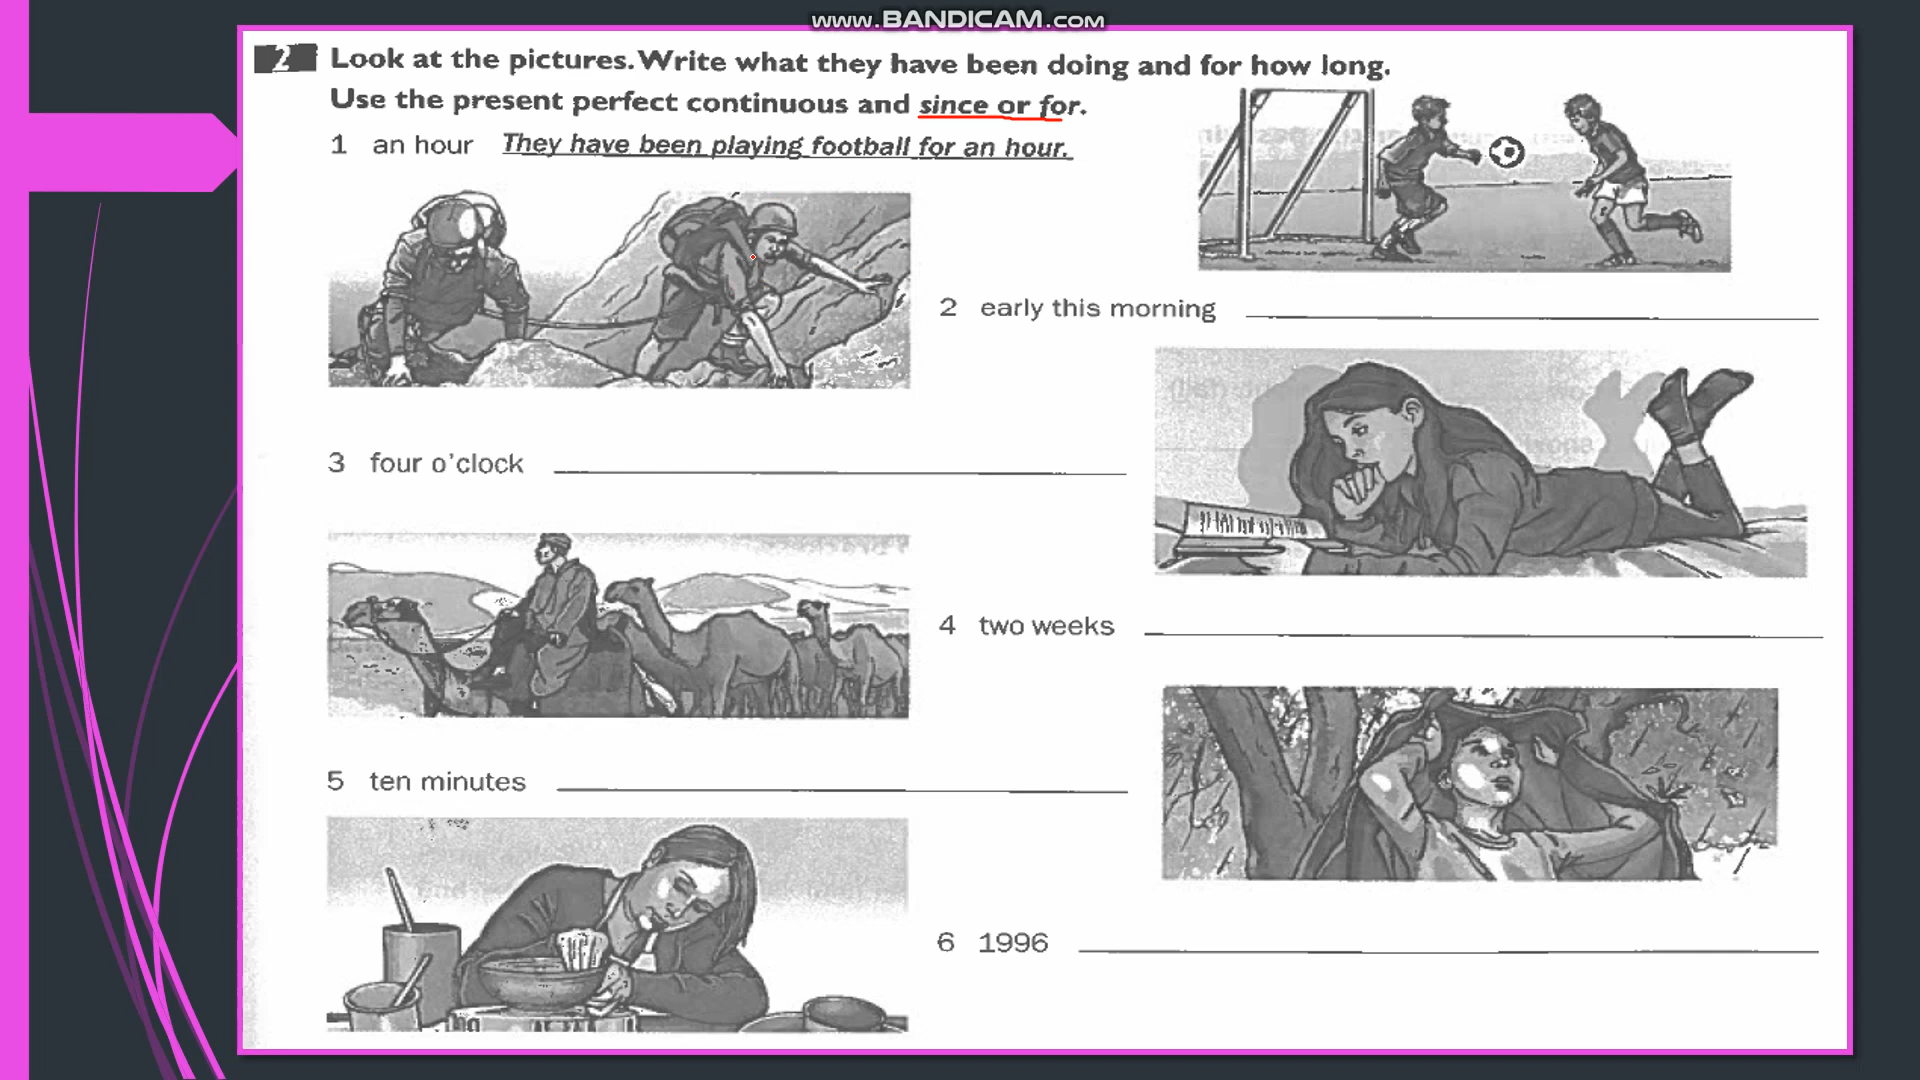 www.BANDICAM.com
2 Look at the pictures. Write what they have been doing and for how long.
Use the present perfect continuous and since or for.
1 an hour They have been playing football for an hour.
2 early this morning
3 four o'clock
4 two weeks
5 ten minutes
6 1996